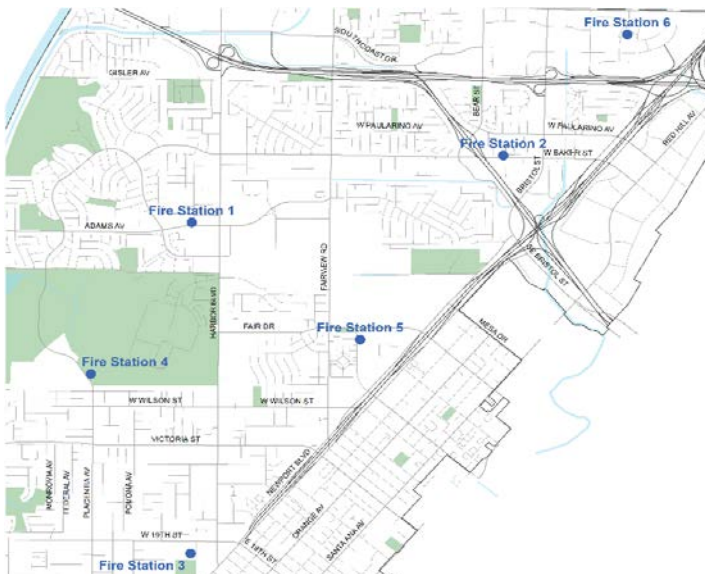 Fire Station 6
SOUTH COAST DR
GISLER AV
BEAR ST
RED HILL AV
W PAULARINO AV
W PAULARINO AV
Fire Station 2
W BAKER ST
BRISTOL ST
Fire Station 1
ADAMS AV
FAIRVIEW RD
SE BRISTOL ST
HARBOR BLVD
FAIR DR
Fire Station 5
MESA DR
Fire Station 4
W WILSON ST
W WILSON ST
VICTORIA ST
NEWPORT BLVD
MONROVIA AV
FEDERAL AV
PLACENTIA AV
POMONA AV
ORANGE AV
SANTA ANA AV
W 19TH ST
Fire Station 3